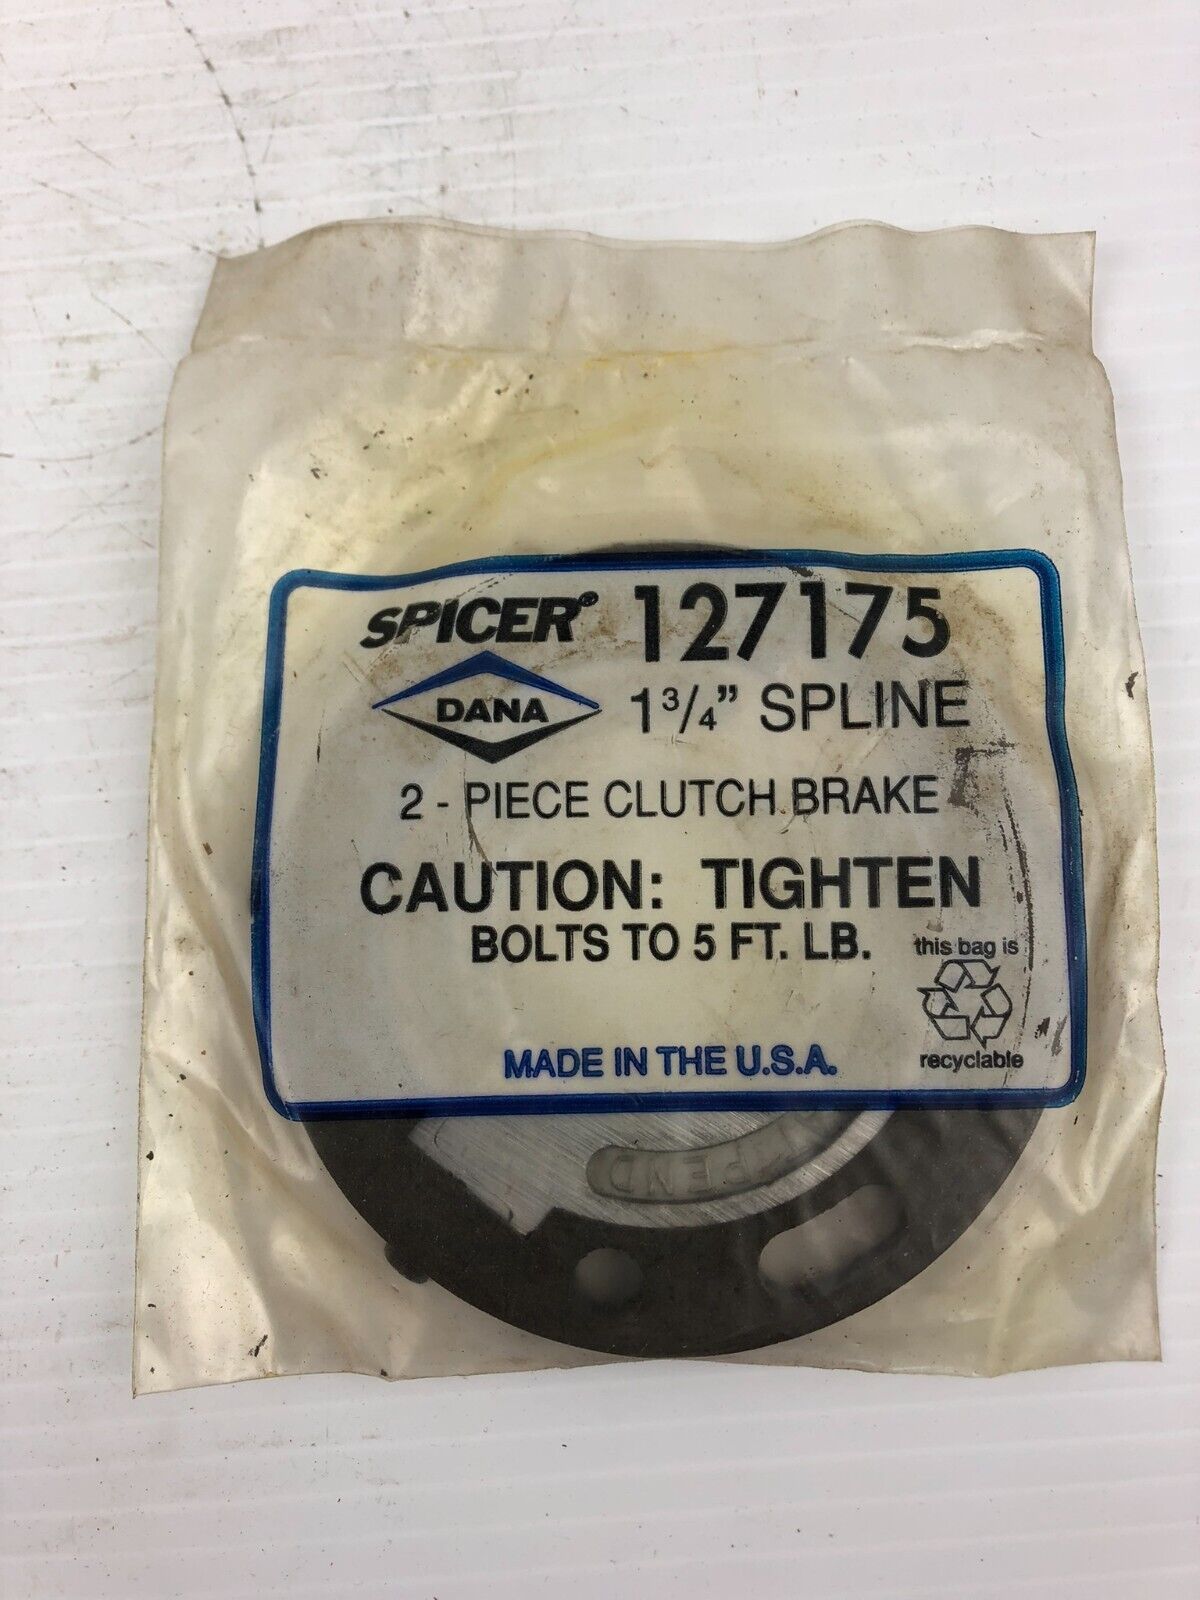 SPICER® 127175
DANA 1 3/4" SPLINE
2 - PIECE CLUTCH BRAKE
CAUTION: TIGHTEN
BOLTS TO 5 FT. LB.
this bag is
recyclable
MADE IN THE U.S.A.